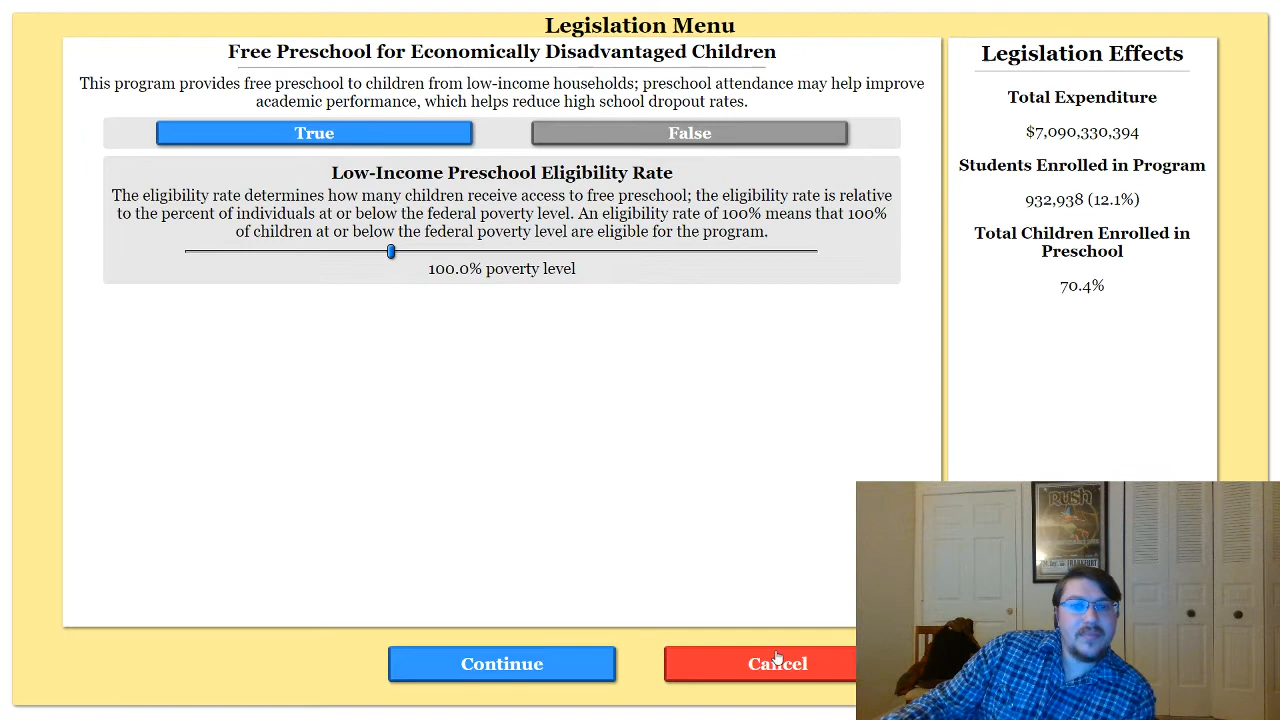 Legislation Menu
Free Preschool for Economically Disadvantaged Children
This program provides free preschool to children from low-income households; preschool attendance may help improve
academic performance, which helps reduce high school dropout rates.
True
False
Low-Income Preschool Eligibility Rate
The eligibility rate determines how many children receive access to free preschool; the eligibility rate is relative
to the percent of individuals at or below the federal poverty level. An eligibility rate of 100% means that 100%
of children at or below the federal poverty level are eligible for the program.
100.0% poverty level
Continue
Cancel
Legislation Effects
Total Expenditure
$7,090,330,394
Students Enrolled in Program
932,938 (12.1%)
Total Children Enrolled in
Preschool
70.4%
RUSH
FRANKFURT